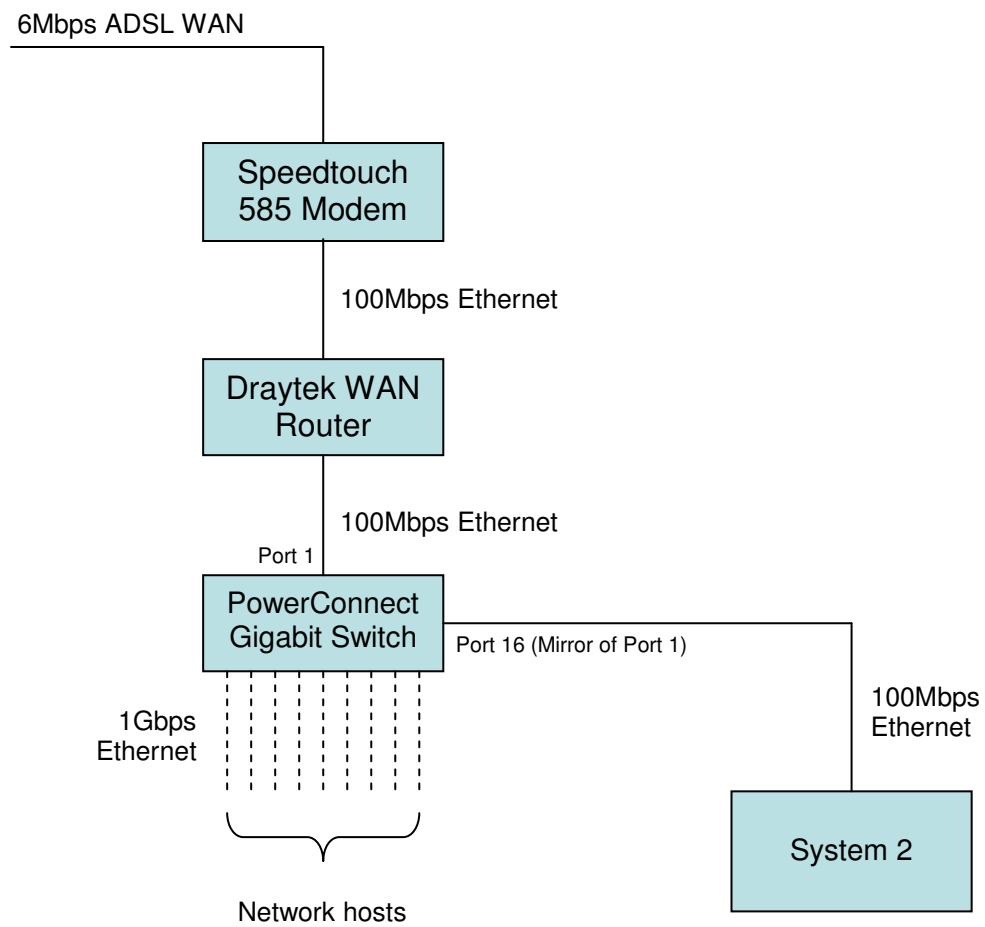 6Mbps ADSL WAN
Speedtouch
585 Modem
100Mbps Ethernet
Draytek WAN
Router
100Mbps Ethernet
Port 1
PowerConnect
Gigabit Switch
Port 16 (Mirror of Port 1)
1Gbps
Ethernet
100Mbps
Ethernet
System 2
Network hosts